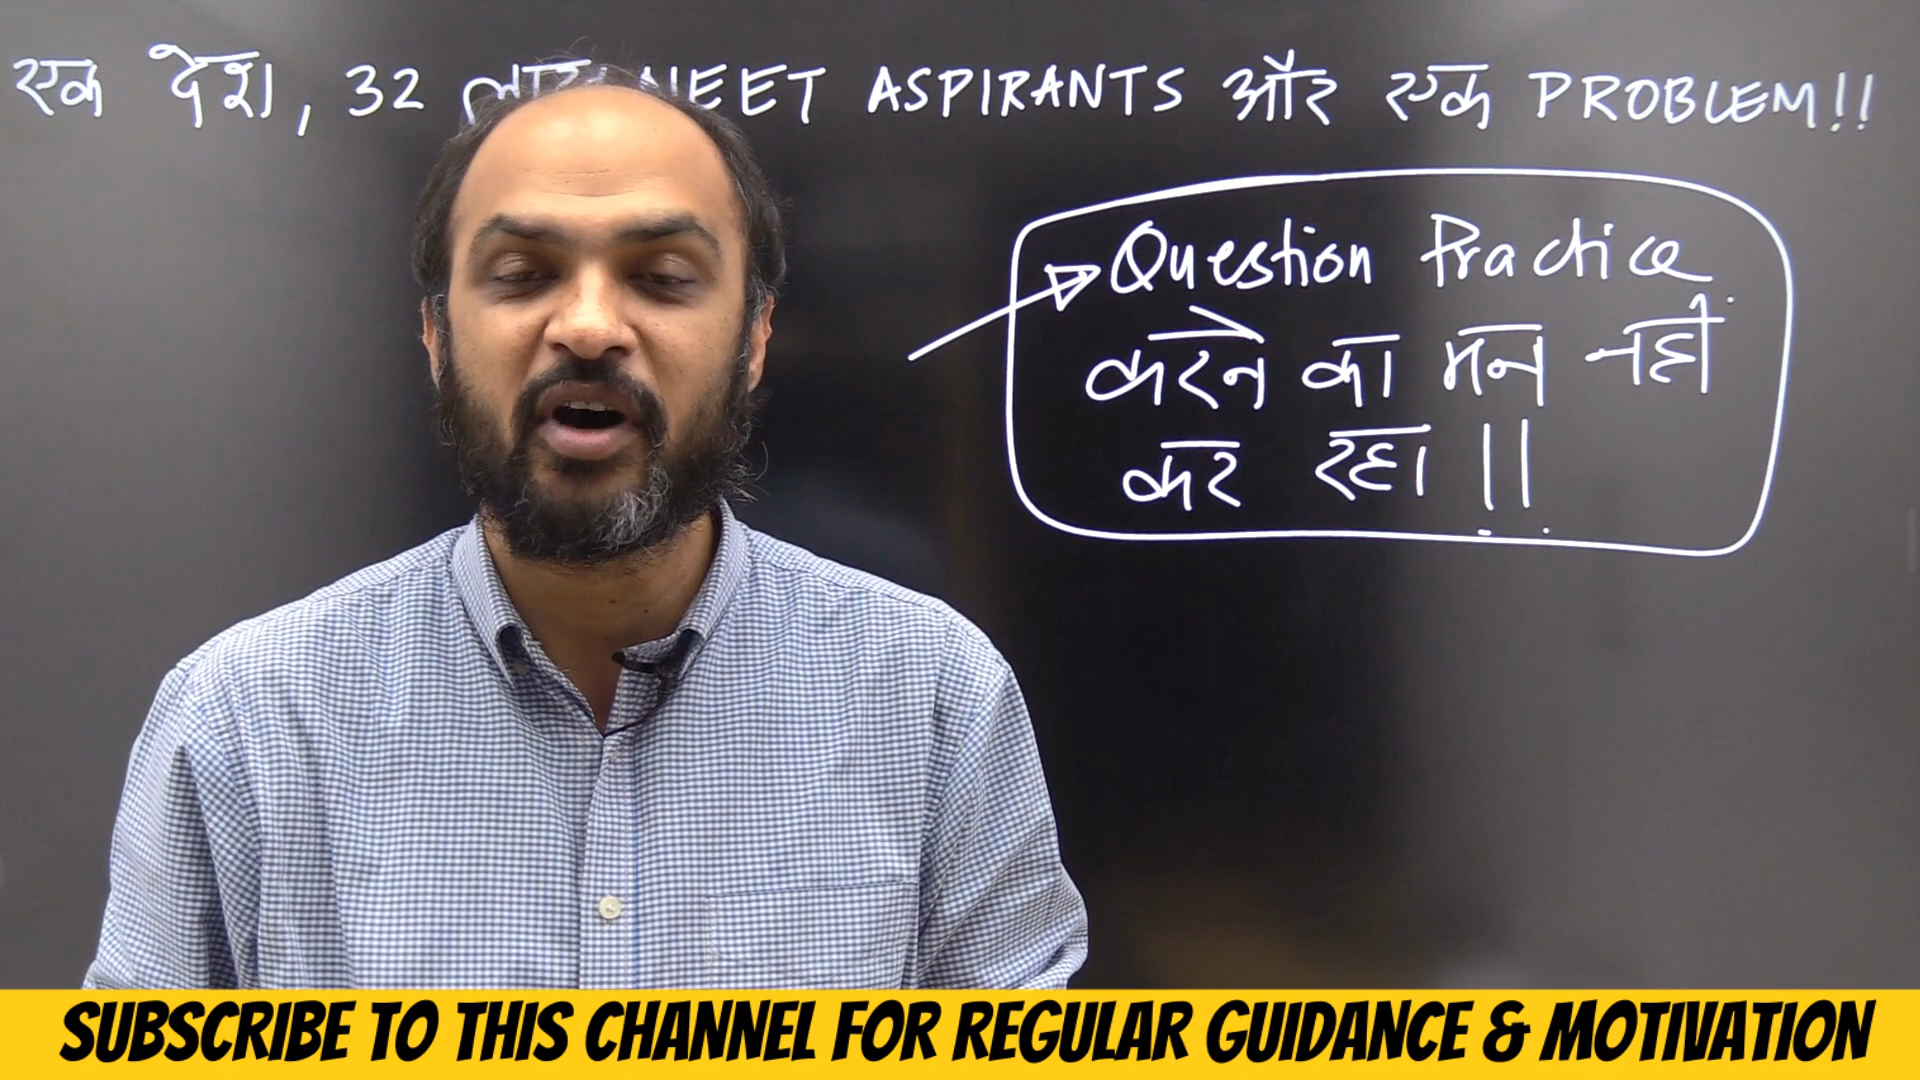 एक देश, 32 NEET ASPIRANTS और एक PROBLEM!!
Question Practice
करने का मन नहीं
कर रहा !!
SUBSCRIBE TO THIS CHANNEL FOR REGULAR GUIDANCE & MOTIVATION